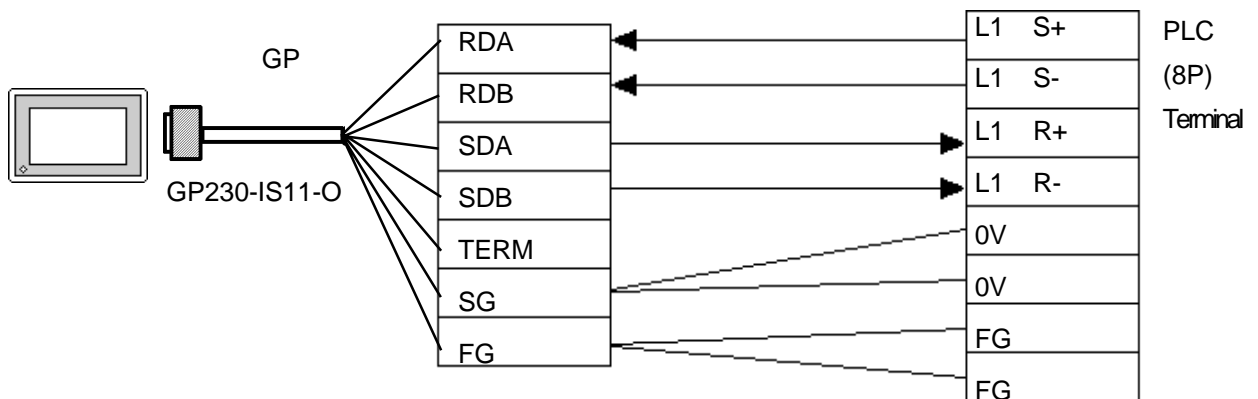 GP
GP230-IS11-O
RDA
RDB
SDA
SDB
TERM
SG
FG
L1 S+
L1 S-
L1 R+
L1 R-
0V
0V
FG
FG
PLC
(8P)
Terminal